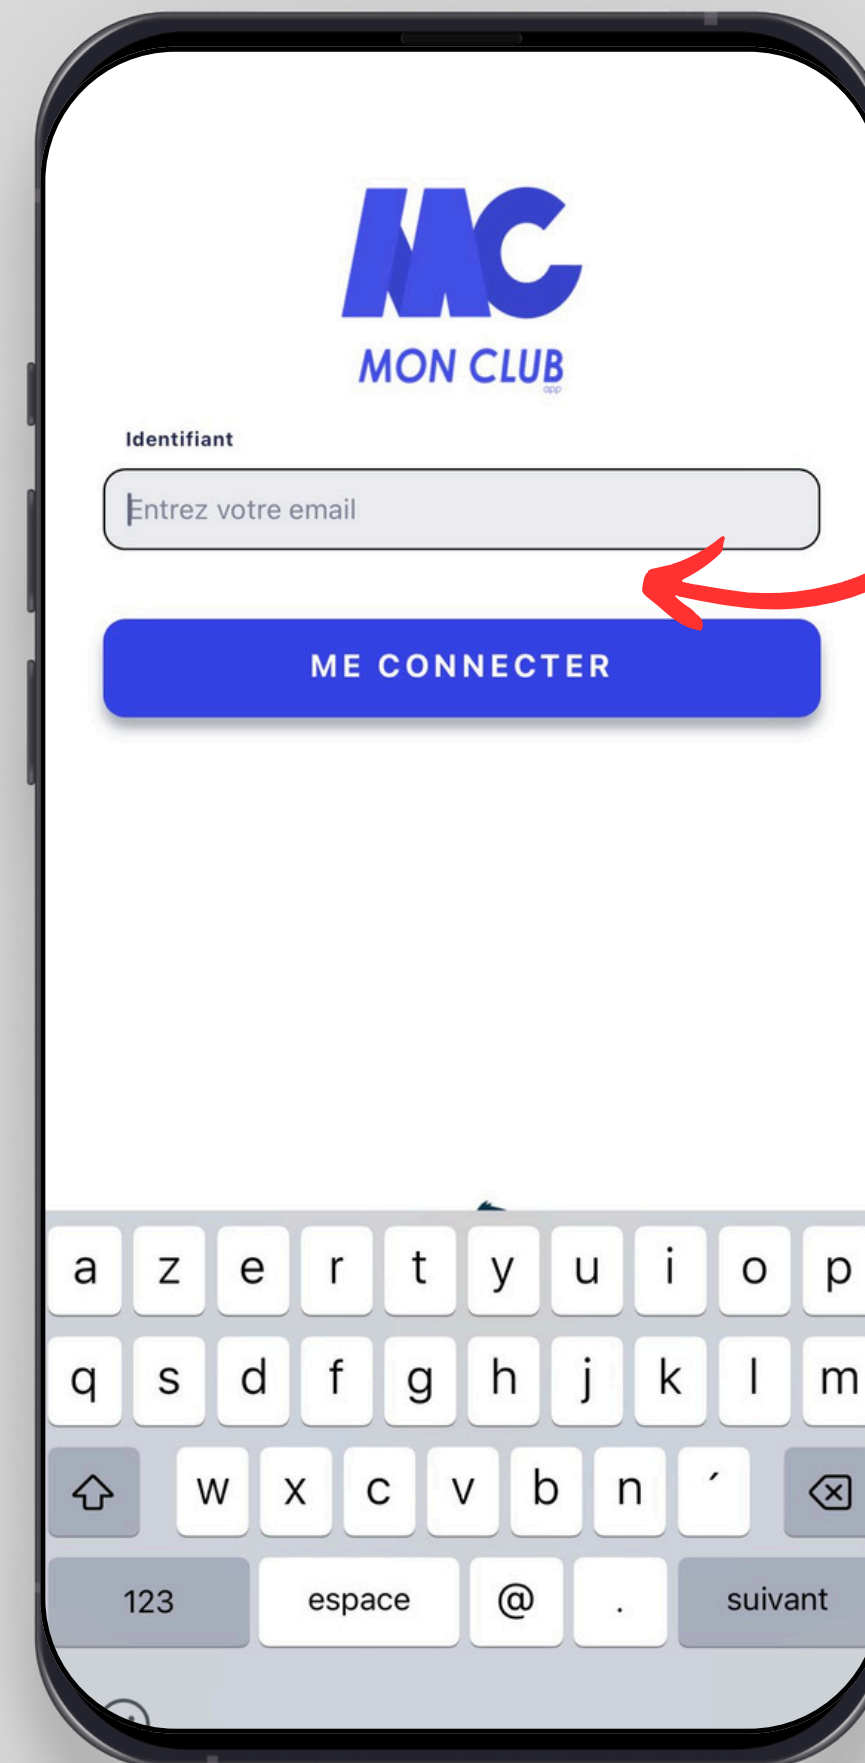 MC
MON CLUB
app
Identifiant
Entrez votre email
ME CONNECTER
a z e r t y u i o p
q s d f g h j k l m
w x c v b n ´
123 espace @ . suivant